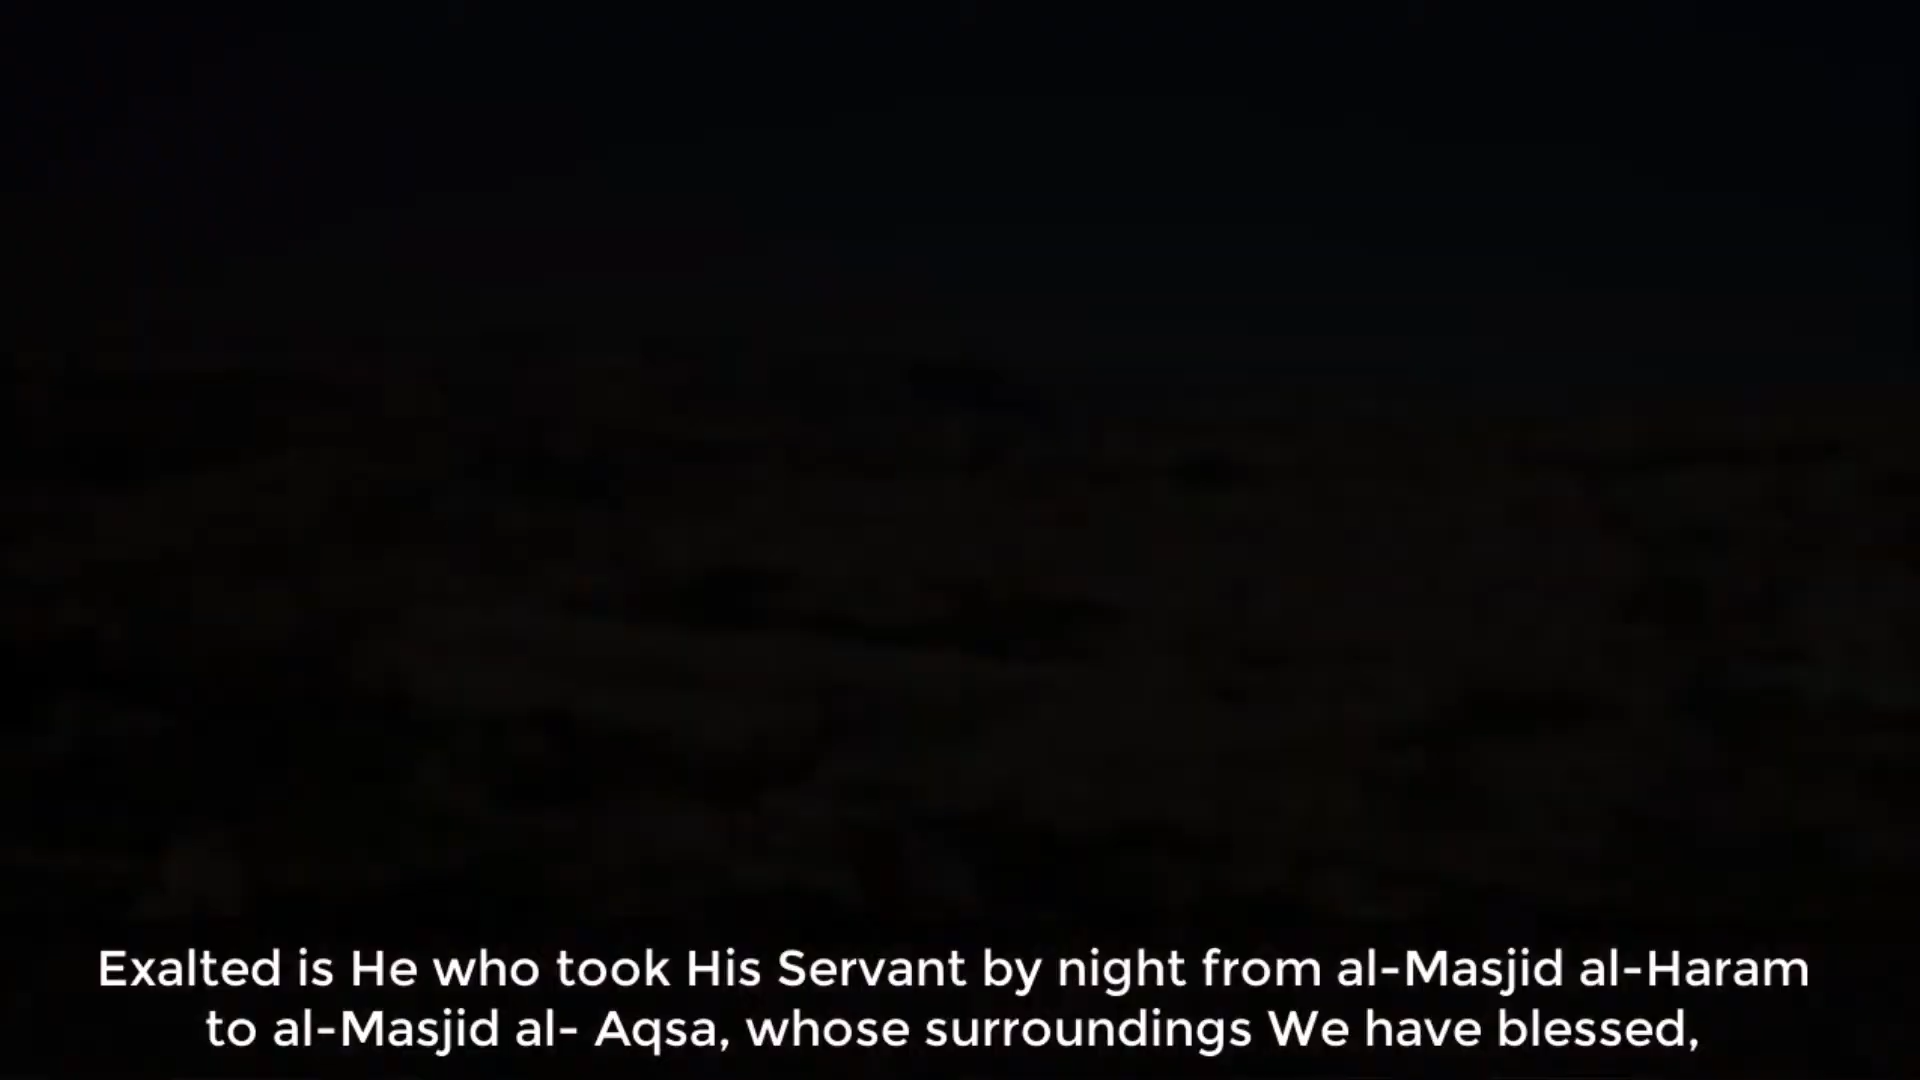 Exalted is He who took His Servant by night from al-Masjid al-Haram
to al-Masjid al- Aqsa, whose surroundings We have blessed,